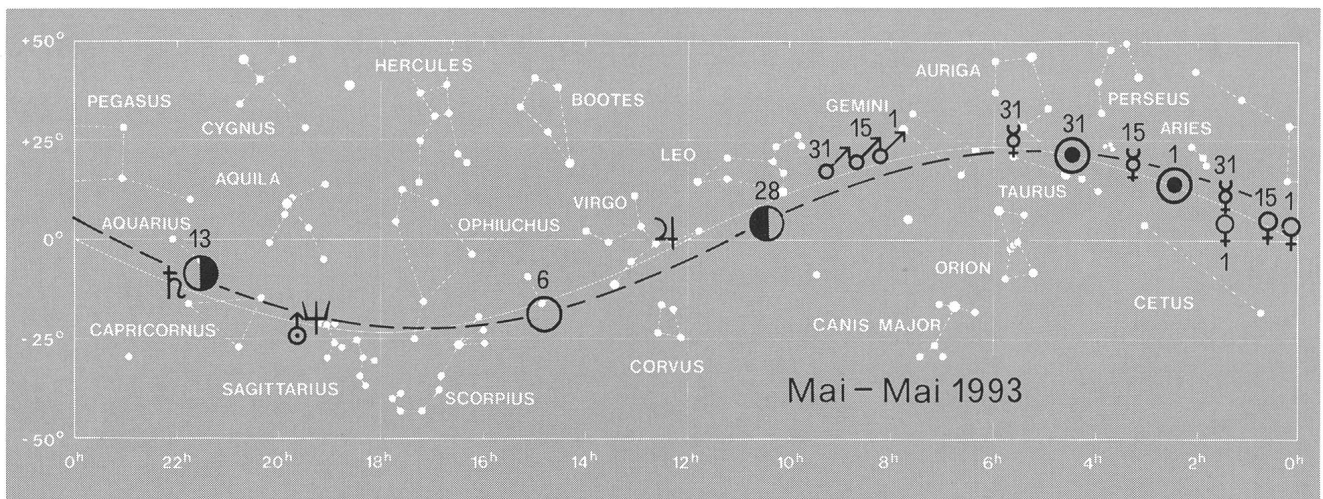 +50°
HERCULES
AURIGA
PEGASUS
BOOTES
GEMINI
PERSEUS
CYGNUS
31
31
15
ARIES
+25°
31
15
1
LEO
1
31
AQUILA
28
TAURUS
15
1
VIRGO
AQUARIUS
OPHIUCHUS
0°
13
1
6
ORION
CETUS
CAPRICORNUS
CANIS MAJOR
-25°
CORVUS
SAGITTARIUS
SCORPIUS
Mai – Mai 1993
-50°
0h 22h 20h 18h 16h 14h 12h 10h 8h 6h 4h 2h 0h